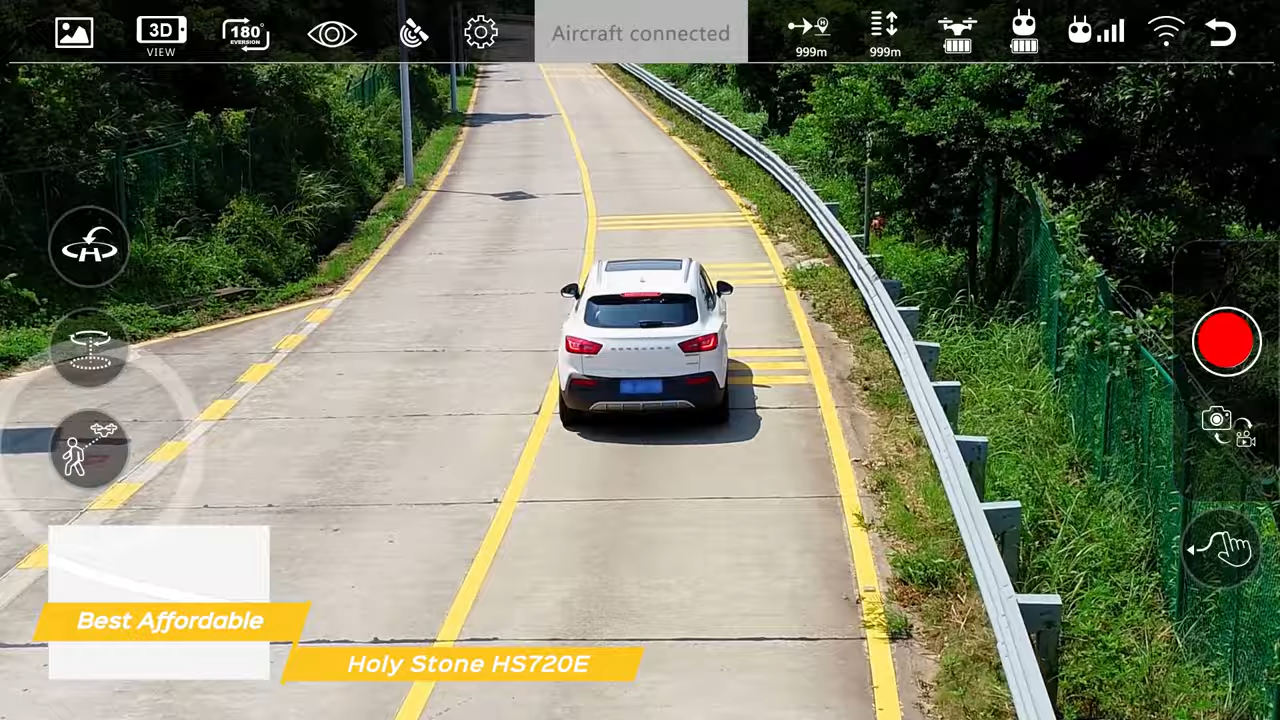 3D
VIEW
180°
EVERSION
Aircraft connected
H
999m
999m
H
Best Affordable
Holy Stone HS720E